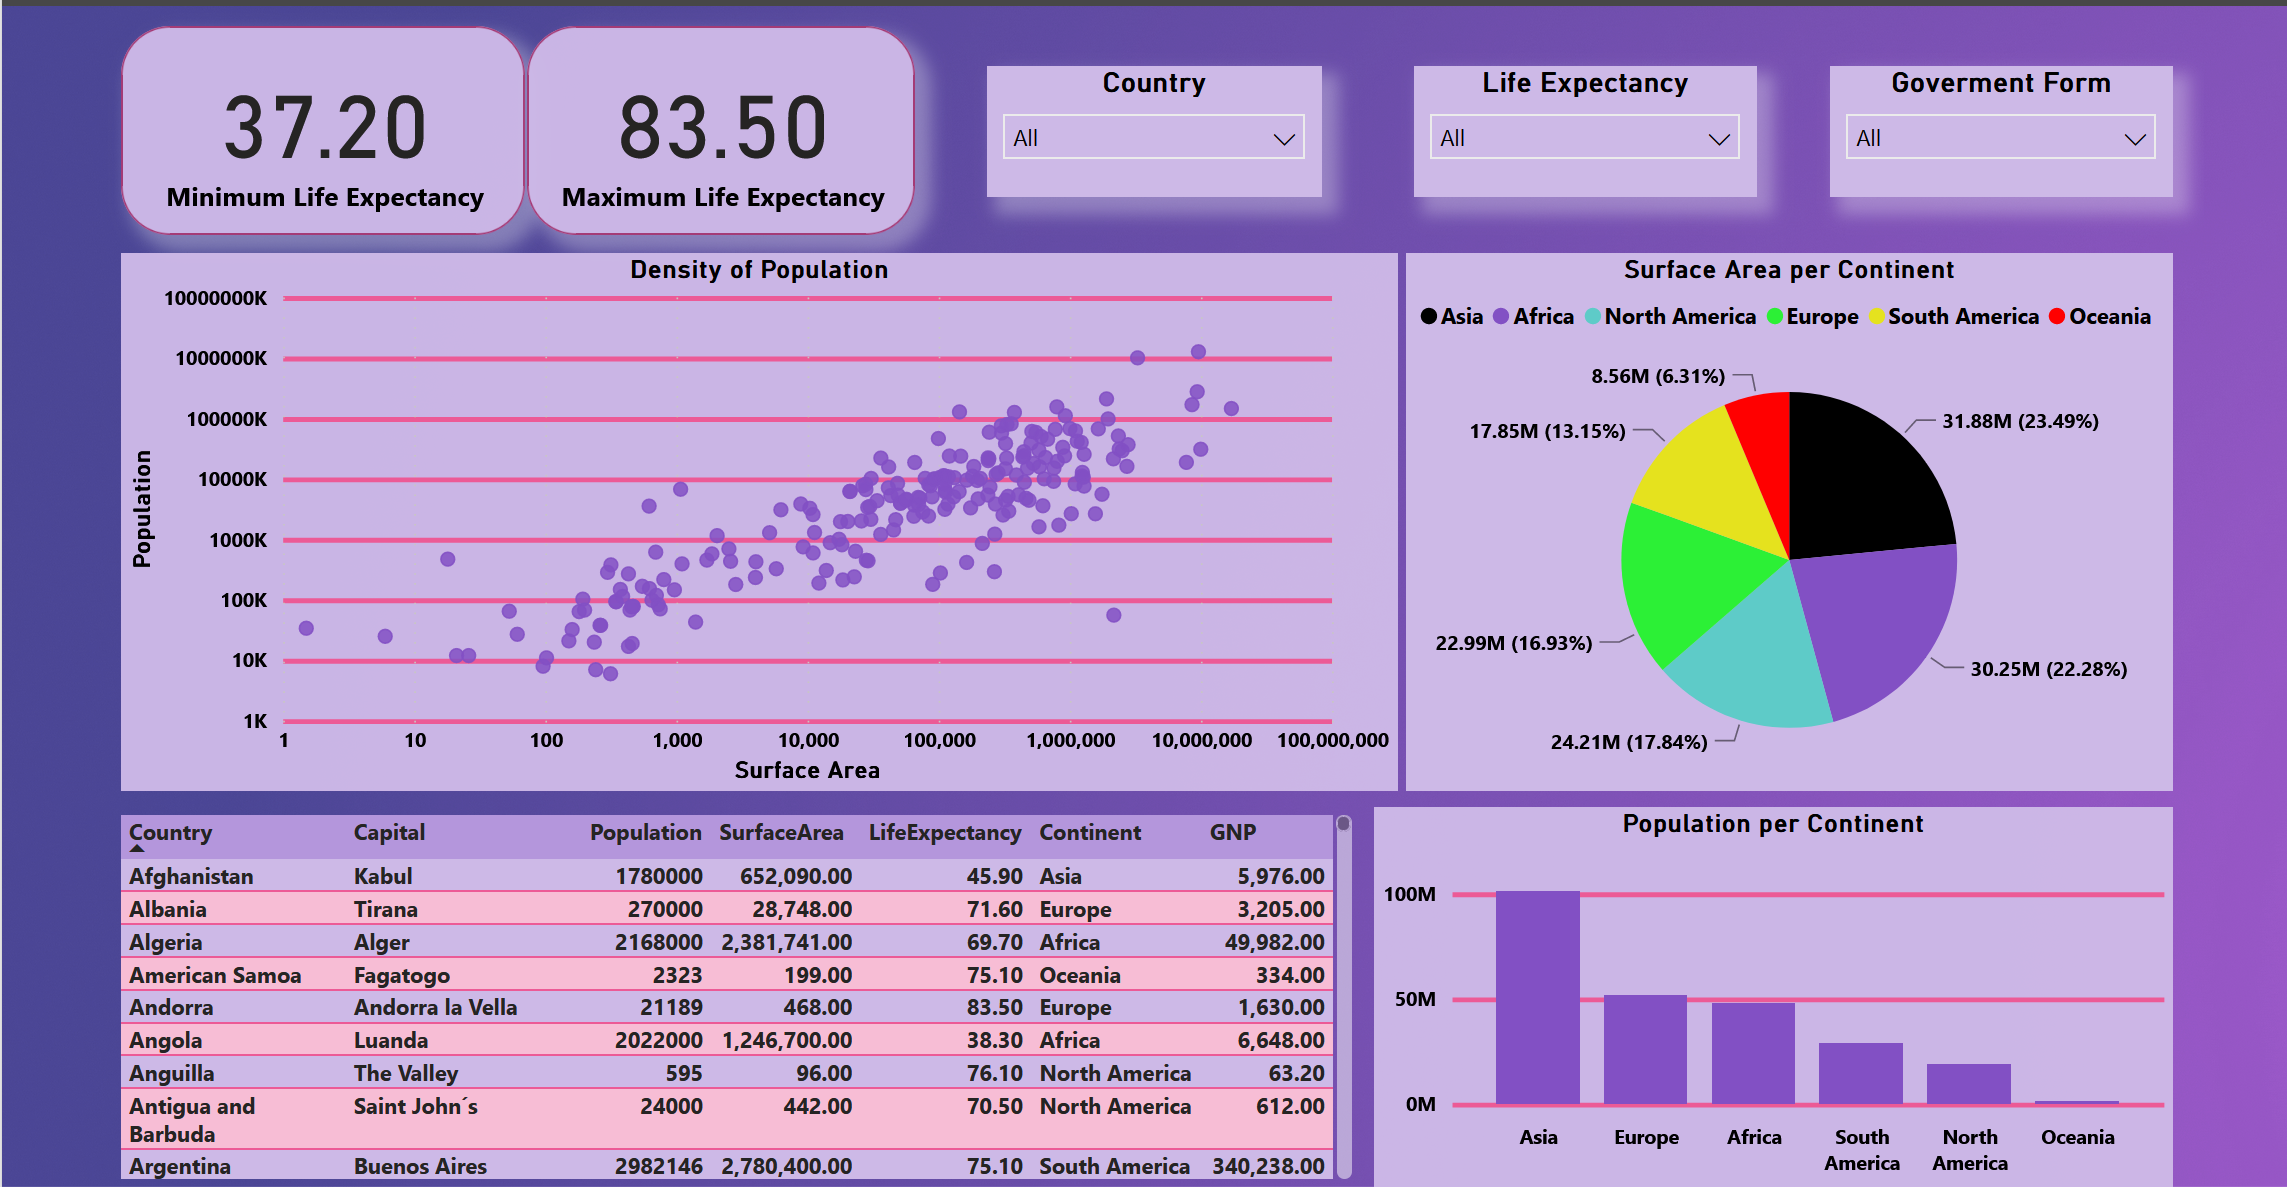 37.20
Minimum Life Expectancy
83.50
Maximum Life Expectancy
Country
All
Life Expectancy
All
Goverment Form
All
Density of Population
10000000K
1000000K
100000K
10000K
1000K
100K
10K
1K
Population
1 10 100 1,000 10,000 100,000 1,000,000 10,000,000 100,000,000
Surface Area
Surface Area per Continent
Asia Africa North America Europe South America Oceania
8.56M (6.31%)
31.88M (23.49%)
17.85M (13.15%)
22.99M (16.93%)
30.25M (22.28%)
24.21M (17.84%)
Country Capital Population SurfaceArea LifeExpectancy Continent GNP
Afghanistan Kabul 1780000 652,090.00 45.90 Asia 5,976.00
Albania Tirana 270000 28,748.00 71.60 Europe 3,205.00
Algeria Alger 2168000 2,381,741.00 69.70 Africa 49,982.00
American Samoa Fagatogo 2323 199.00 75.10 Oceania 334.00
Andorra Andorra la Vella 21189 468.00 83.50 Europe 1,630.00
Angola Luanda 2022000 1,246,700.00 38.30 Africa 6,648.00
Anguilla The Valley 595 96.00 76.10 North America 63.20
Antigua and Saint John´s 24000 442.00 70.50 North America 612.00
Barbuda
Argentina Buenos Aires 2982146 2,780,400.00 75.10 South America 340,238.00
Population per Continent
100M
50M
0M
Asia Europe Africa South North Oceania
America America